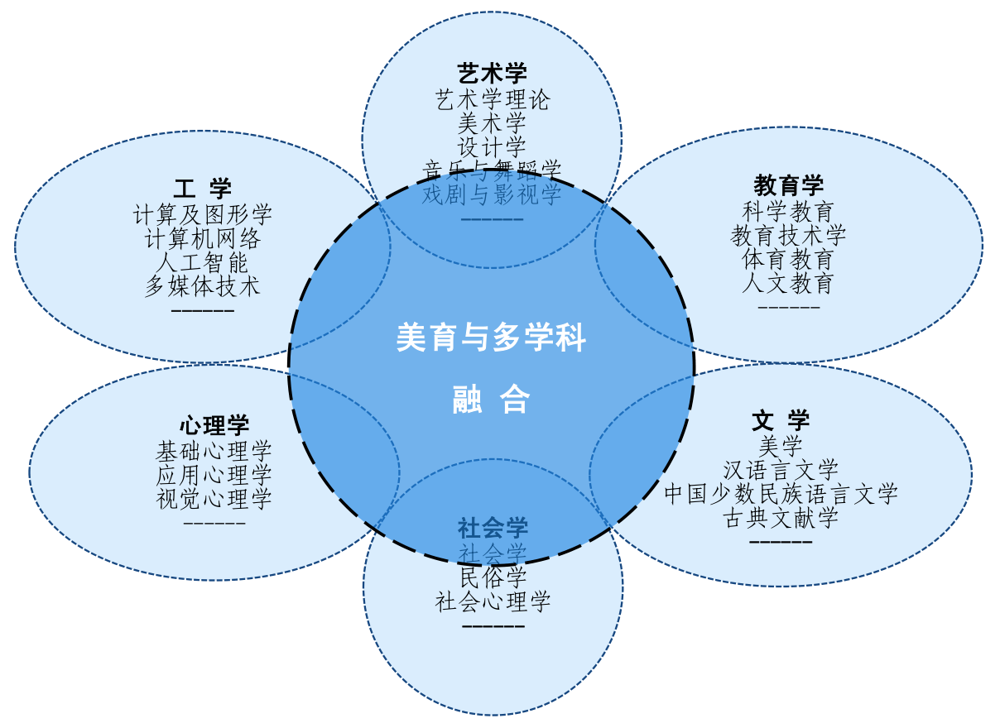 艺术学
艺术学理论
美术学
设计学
音乐与舞蹈学
戏剧与影视学
——————
工 学
计算及图形学
计算机网络
人工智能
多媒体技术
——————
教育学
科学教育
教育技术学
体育教育
人文教育
——————
美育与多学科
融 合
心理学
基础心理学
应用心理学
视觉心理学
——————
文 学
美学
汉语言文学
中国少数民族语言文学
古典文献学
——————
社会学
社会学
民俗学
社会心理学
——————